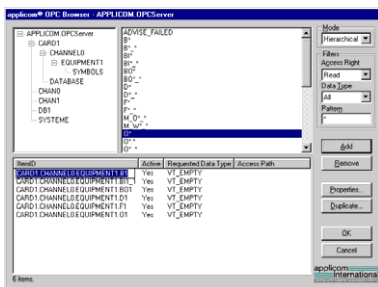 applicom® OPC Browser - APPLICOM.OPCServer
APPLICOM.OPCServer
CARD1
CHANNEL0
EQUIPMENT1
SYMBOLS
DATABASE
CHAN0
CHAN1
DB1
SYSTEME
ADVISE_FAILED
B*
B*_*
BI*
BI*_*
BO*
BO*_*
D*
D*_*
F*
F*_*
M_O*_*
M_W*_*
O*
O*_*
Mode
Hierarchical
Filters
Access Right
Read
Data Type
All
Pattern
*
Add
Remove
Properties...
Duplicate...
OK
Cancel
ItemID Active Requested Data Type Access Path
CARD1.CHANNEL0.EQUIPMENT1.B1 Yes VT_EMPTY
CARD1.CHANNEL0.EQUIPMENT1.BI1_1 Yes VT_EMPTY
CARD1.CHANNEL0.EQUIPMENT1.BO1 Yes VT_EMPTY
CARD1.CHANNEL0.EQUIPMENT1.D1 Yes VT_EMPTY
CARD1.CHANNEL0.EQUIPMENT1.F1 Yes VT_EMPTY
CARD1.CHANNEL0.EQUIPMENT1.O1 Yes VT_EMPTY
applicom
international
6 items.